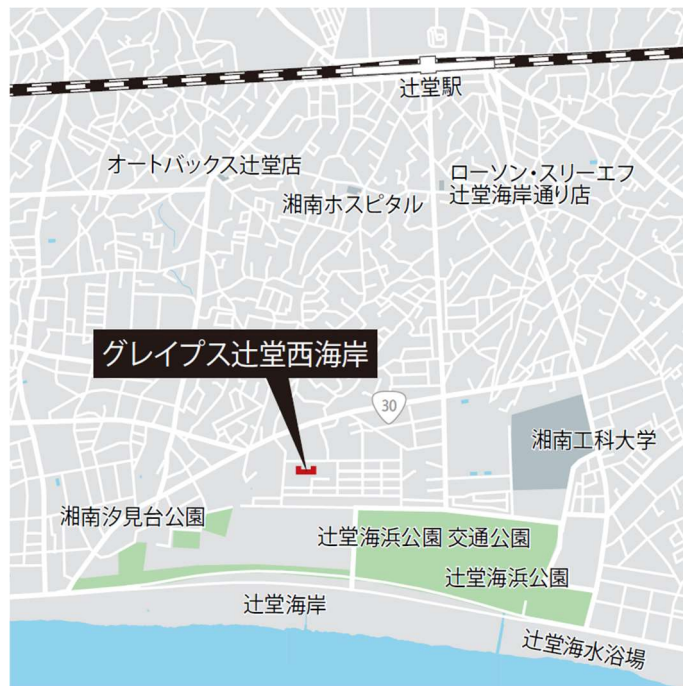 辻堂駅
オートバックス辻堂店
ローソン・スリーエフ
辻堂海岸通り店
湘南ホスピタル
グレイプス辻堂西海岸
30
湘南工科大学
湘南汐見台公園
辻堂海浜公園 交通公園
辻堂海浜公園
辻堂海岸
辻堂海水浴場